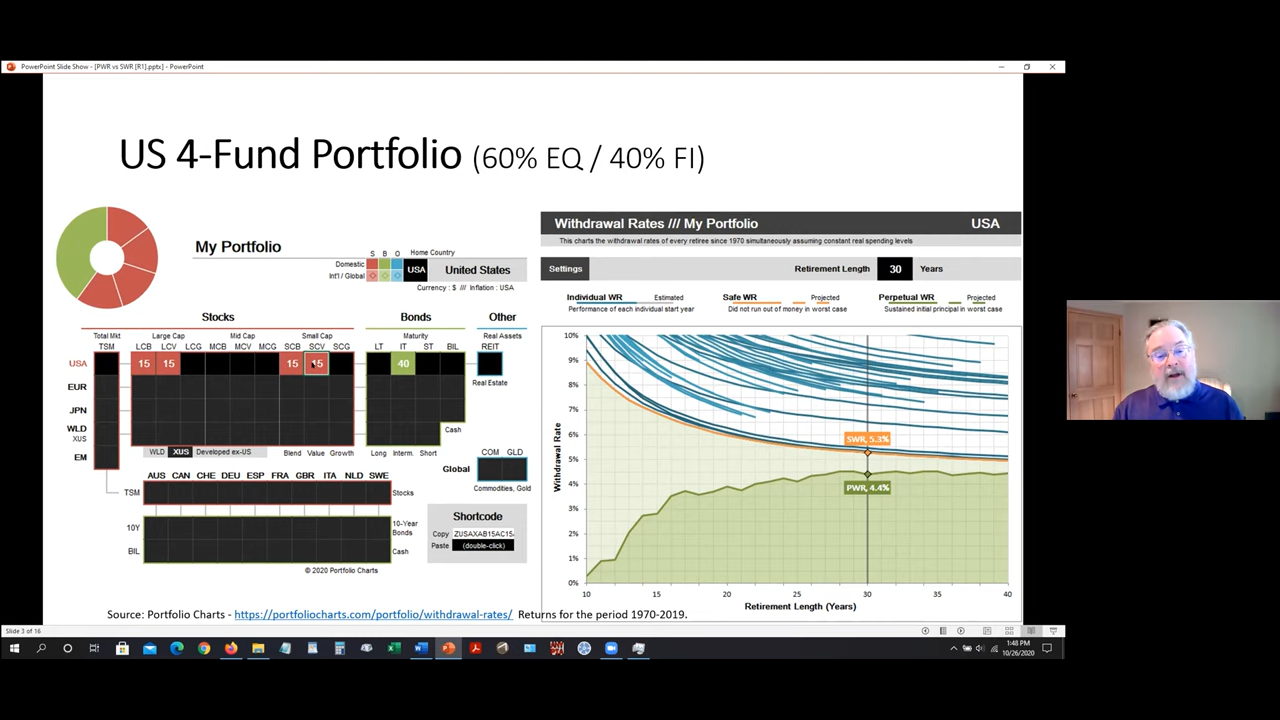 PowerPoint Slide Show - [PWR vs SWR [R1].pptx] - PowerPoint
US 4-Fund Portfolio (60% EQ / 40% FI)
My Portfolio
S B O Home Country
Domestic
Int'l / Global
USA United States
Currency : $ /// Inflation : USA
Stocks Bonds Other
Total Mkt Large Cap Mid Cap Small Cap Maturity Real Assets
TSM LCB LCV LCG MCB MCV MCG SCB SCV SCG LT IT ST BIL REIT
USA 15 15 15 15 40
Real Estate
EUR
JPN
WLD
XUS
Cash
EM
WLD XUS Developed ex-US Blend Value Growth Long Interm. Short
COM GLD
Global
Commodities, Gold
AUS CAN CHE DEU ESP FRA GBR ITA NLD SWE
TSM Stocks
10Y 10-Year
Bonds
BIL Cash
Shortcode
Copy ZUSAXAB15AC15
Paste (double-click)
© 2020 Portfolio Charts
Withdrawal Rates /// My Portfolio USA
This charts the withdrawal rates of every retiree since 1970 simultaneously assuming constant real spending levels
Settings Retirement Length 30 Years
Individual WR Estimated Safe WR Projected Perpetual WR Projected
Performance of each individual start year Did not run out of money in worst case Sustained initial principal in worst case
10%
9%
8%
7%
6%
5%
4%
3%
2%
1%
0%
Withdrawal Rate
SWR, 5.3%
PWR, 4.4%
10 15 20 25 30 35 40
Retirement Length (Years)
Source: Portfolio Charts - https://portfoliocharts.com/portfolio/withdrawal-rates/ Returns for the period 1970-2019.
Slide 3 of 16
1:48 PM
10/26/2020